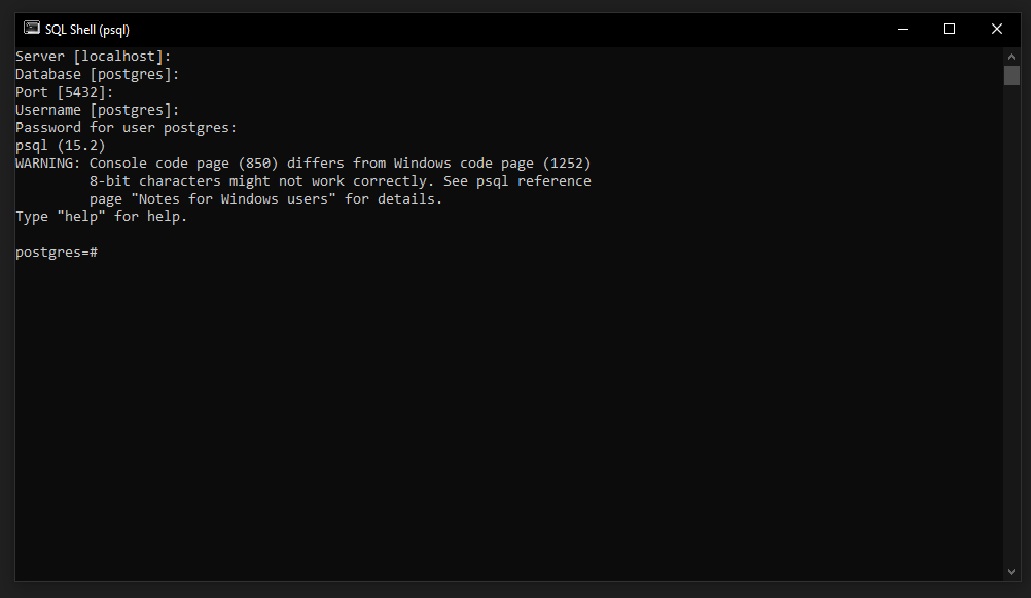 SQL Shell (psql)
Server [localhost]:
Database [postgres]:
Port [5432]:
Username [postgres]:
Password for user postgres:
psql (15.2)
WARNING: Console code page (850) differs from Windows code page (1252)
         8-bit characters might not work correctly. See psql reference
         page "Notes for Windows users" for details.
Type "help" for help.
postgres=#